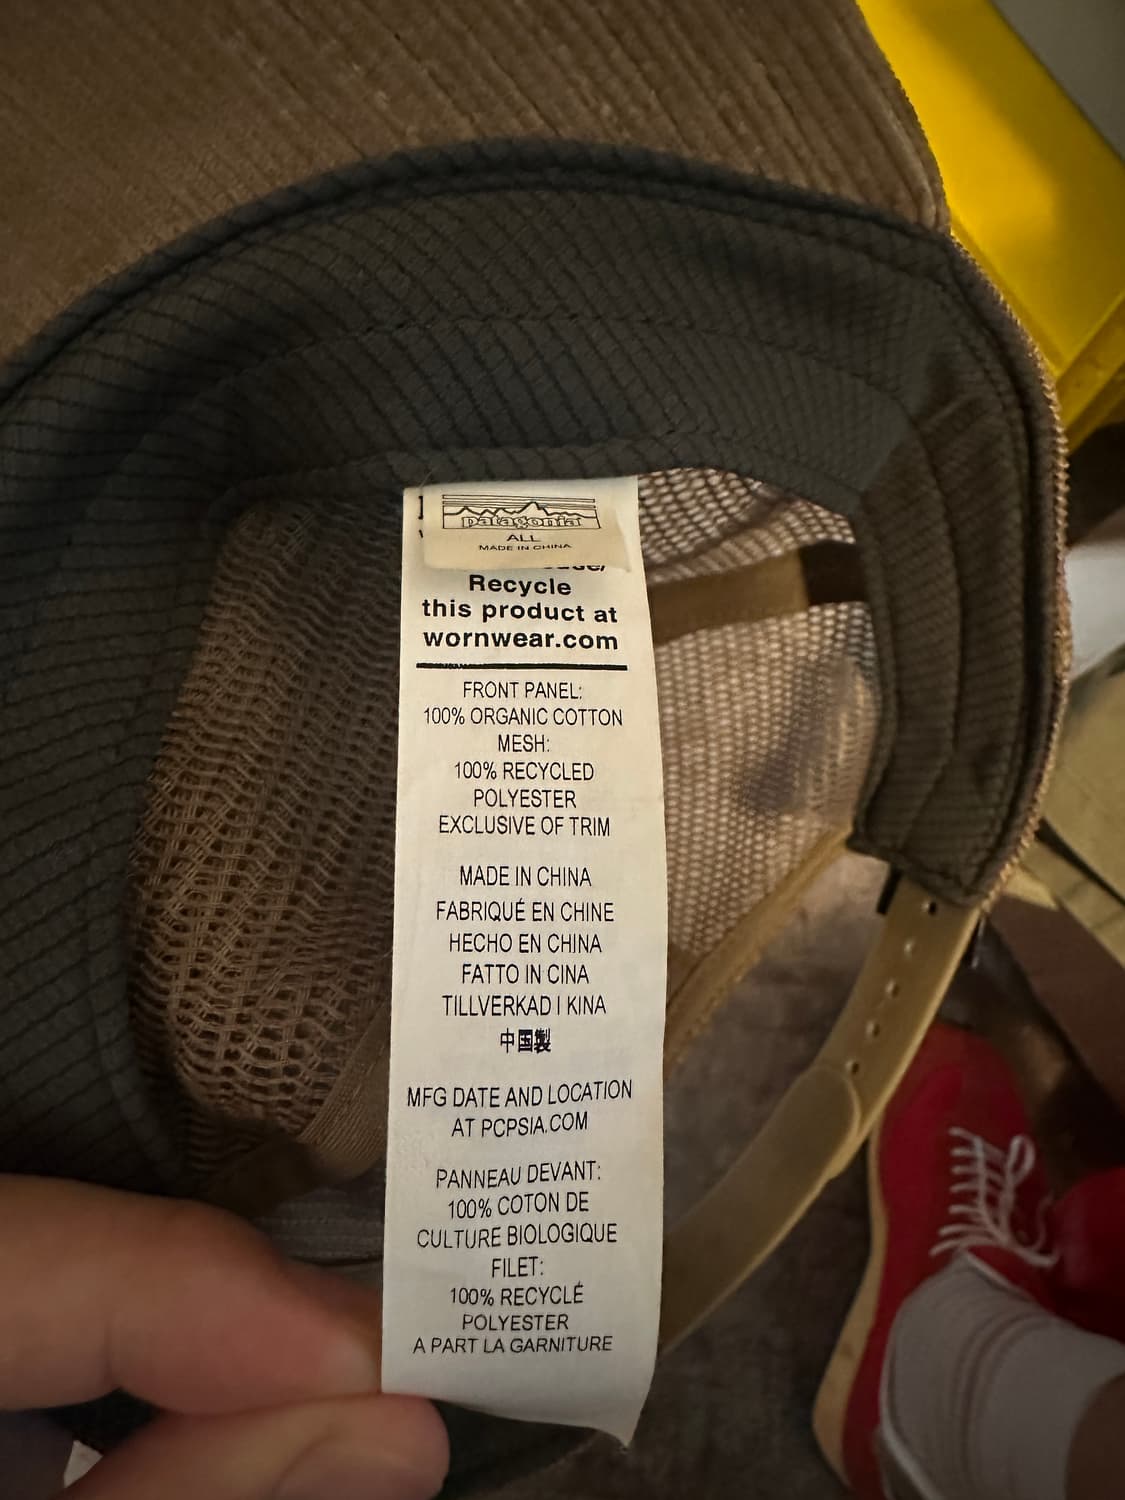 patagonia
ALL
MADE IN CHINA
Recycle
this product at
wornwear.com
FRONT PANEL:
100% ORGANIC COTTON
MESH:
100% RECYCLED
POLYESTER
EXCLUSIVE OF TRIM
MADE IN CHINA
FABRIQUÉ EN CHINE
HECHO EN CHINA
FATTO IN CINA
TILLVERKAD I KINA
中国製
MFG DATE AND LOCATION
AT PCPSIA.COM
PANNEAU DEVANT:
100% COTON DE
CULTURE BIOLOGIQUE
FILET:
100% RECYCLÉ
POLYESTER
A PART LA GARNITURE